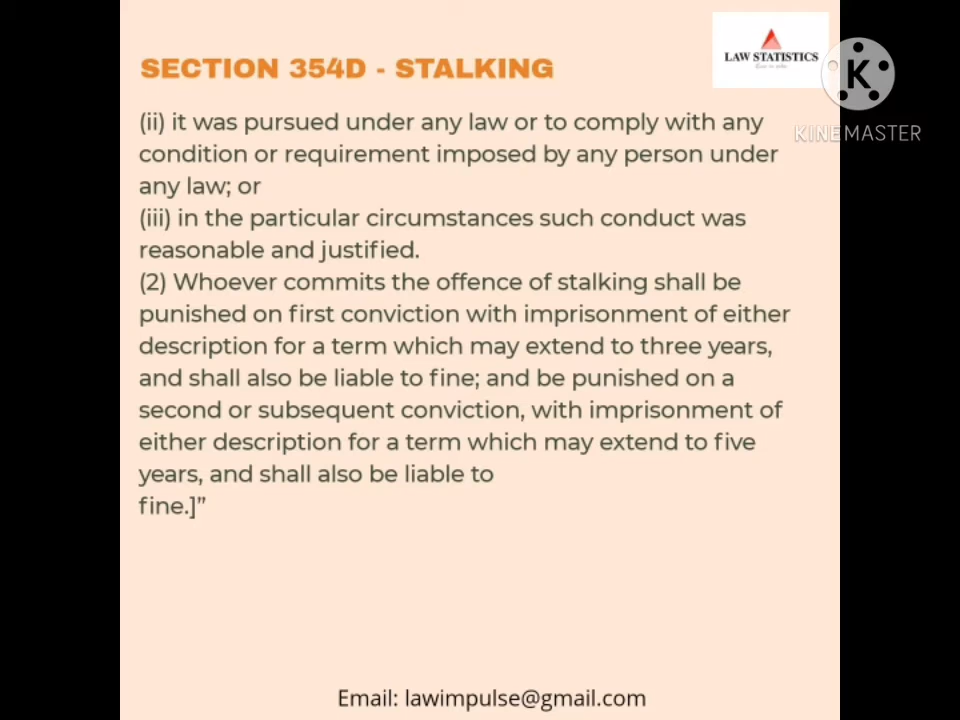 LAW STATISTICS
K
KINEMASTER
SECTION 354D - STALKING
(ii) it was pursued under any law or to comply with any
condition or requirement imposed by any person under
any law; or
(iii) in the particular circumstances such conduct was
reasonable and justified.
(2) Whoever commits the offence of stalking shall be
punished on first conviction with imprisonment of either
description for a term which may extend to three years,
and shall also be liable to fine; and be punished on a
second or subsequent conviction, with imprisonment of
either description for a term which may extend to five
years, and shall also be liable to
fine.]”
Email: lawimpulse@gmail.com